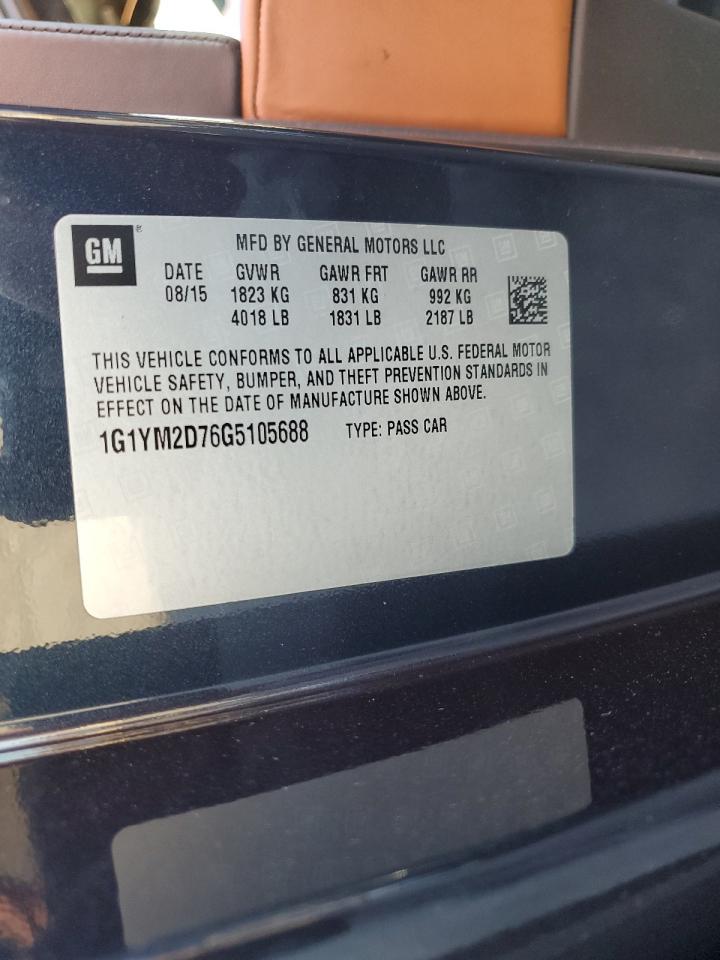 GM ®
MFD BY GENERAL MOTORS LLC
DATE GVWR GAWR FRT GAWR RR
08/15 1823 KG 831 KG 992 KG
4018 LB 1831 LB 2187 LB
THIS VEHICLE CONFORMS TO ALL APPLICABLE U.S. FEDERAL MOTOR
VEHICLE SAFETY, BUMPER, AND THEFT PREVENTION STANDARDS IN
EFFECT ON THE DATE OF MANUFACTURE SHOWN ABOVE.
1G1YM2D76G5105688 TYPE: PASS CAR